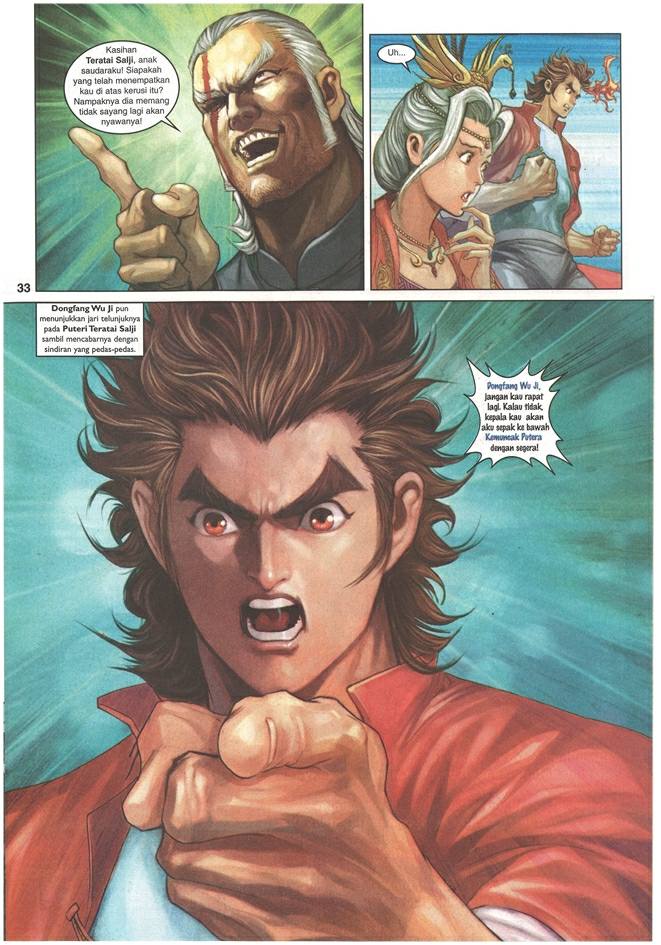 Kasihan
Teratai Salji, anak
saudaraku! Siapakah
yang telah menempatkan
kau di atas kerusi itu?
Nampaknya dia memang
tidak sayang lagi akan
nyawanya!
Uh...
33
Dongfang Wu Ji pun
menunjukkan jari telunjuknya
pada Puteri Teratai Salji
sambil mencabarnya dengan
sindiran yang pedas-pedas.
Dongfang Wu Ji,
jangan kau rapat
lagi. Kalau tidak,
kepala kau akan
aku sepak ke bawah
Kemuncak Putera
dengan segera!